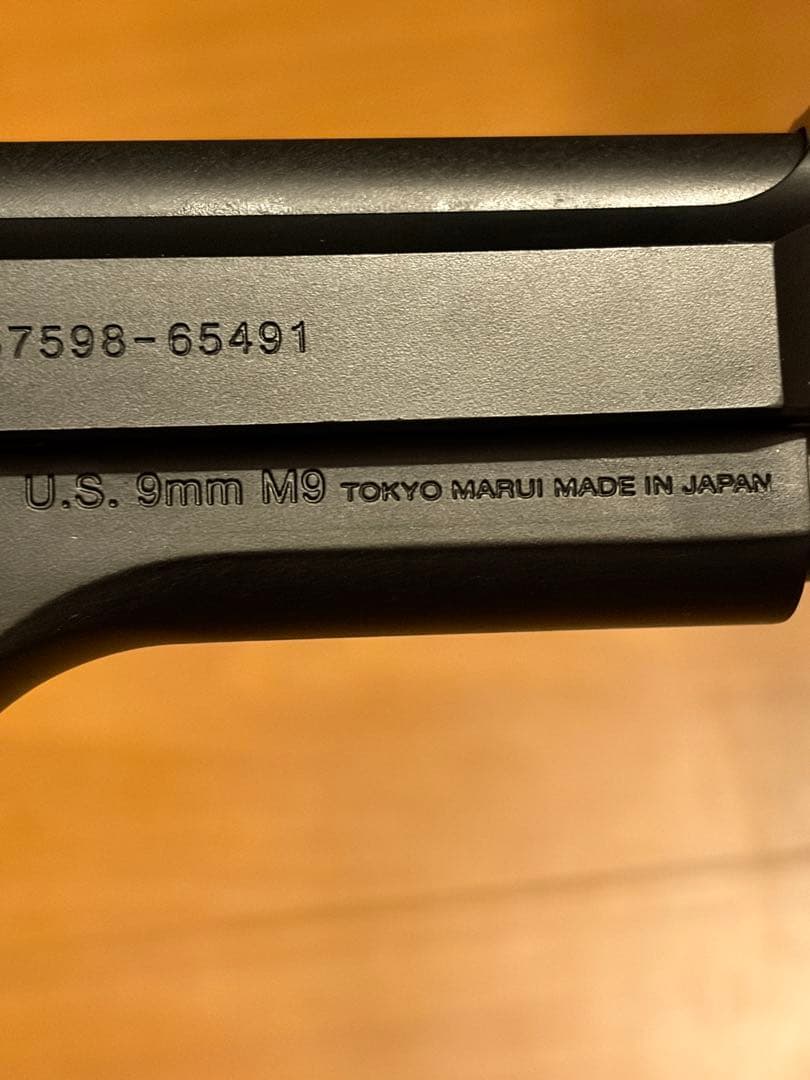 7598-65491
U.S. 9mm M9 TOKYO MARUI MADE IN JAPAN